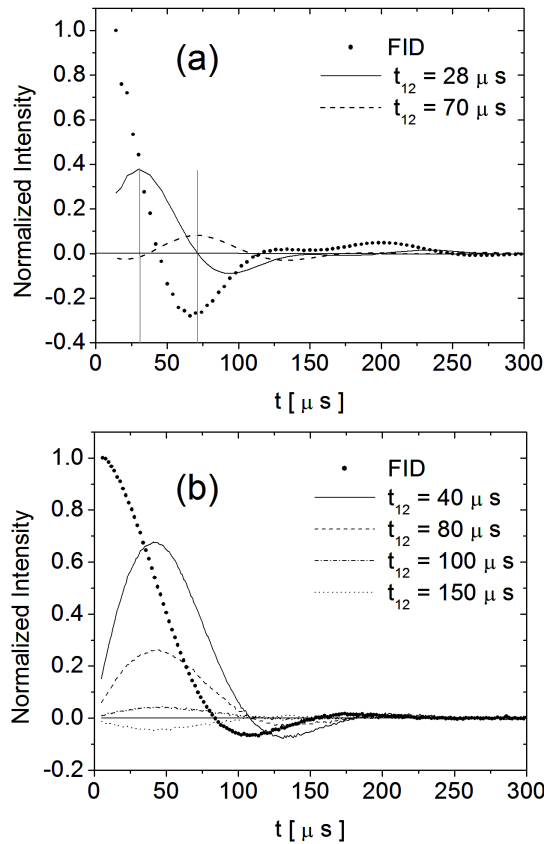 (a)
FID
t12 = 28 μ s
t12 = 70 μ s
1.0
0.8
0.6
0.4
0.2
0.0
-0.2
-0.4
Normalized Intensity
0 50 100 150 200 250 300
t [ μ s ]
(b)
FID
t12 = 40 μ s
t12 = 80 μ s
t12 = 100 μ s
t12 = 150 μ s
1.0
0.8
0.6
0.4
0.2
0.0
-0.2
Normalized Intensity
0 50 100 150 200 250 300
t [ μ s ]